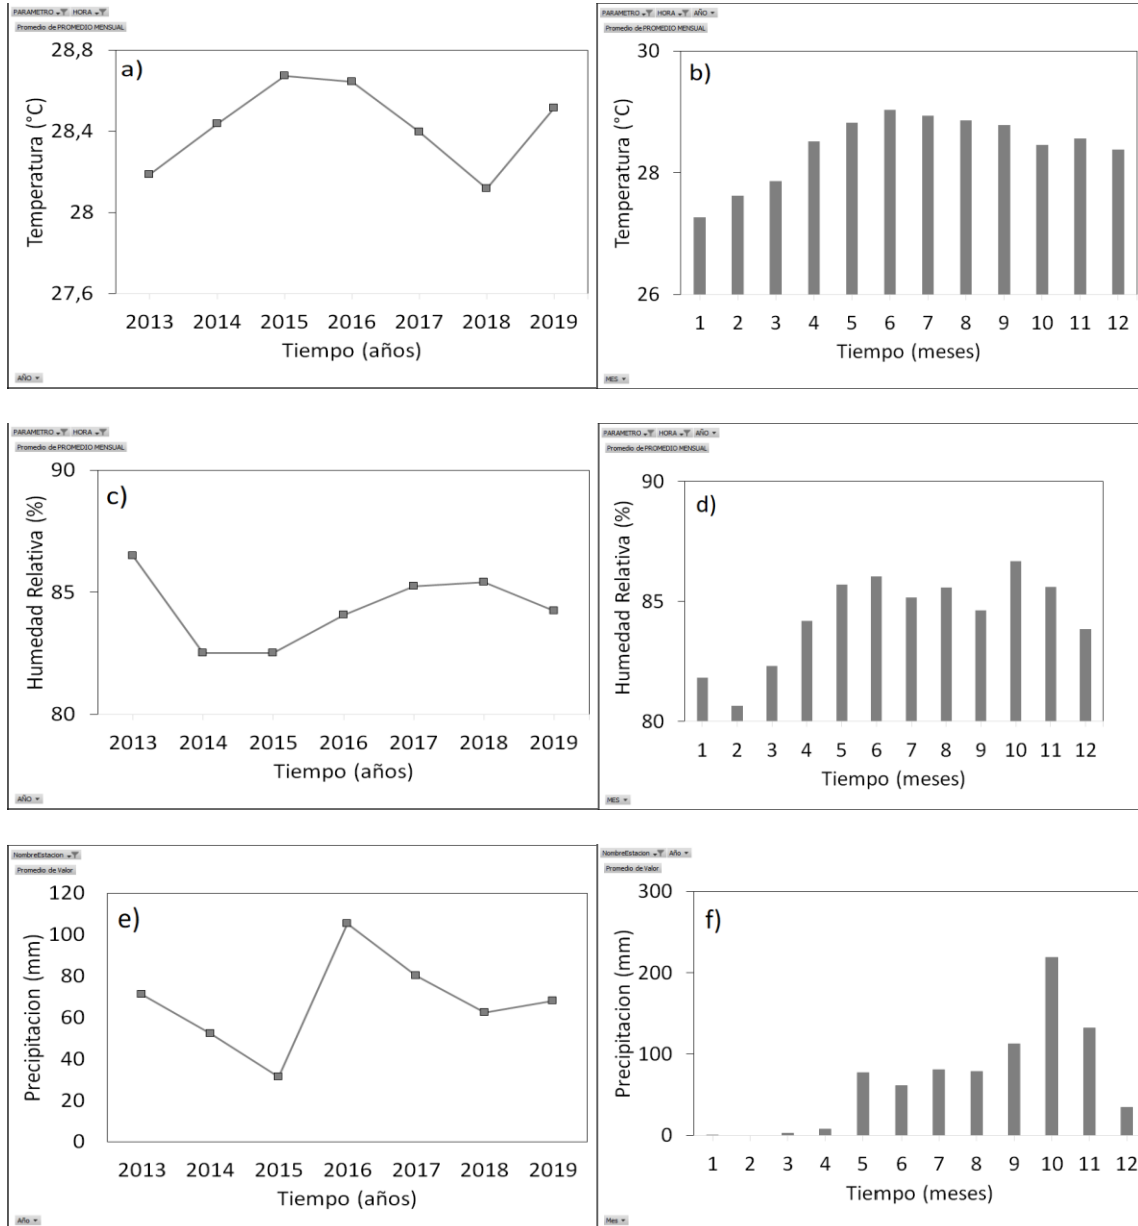 PARAMETRO HORA
Promedio de PROMEDIO MENSUAL
a)
Temperatura (°C)
28,8
28,4
28
27,6
2013 2014 2015 2016 2017 2018 2019
Tiempo (años)
AÑO
PARAMETRO HORA AÑO
Promedio de PROMEDIO MENSUAL
b)
Temperatura (°C)
30
28
26
1 2 3 4 5 6 7 8 9 10 11 12
Tiempo (meses)
MES
PARAMETRO HORA
Promedio de PROMEDIO MENSUAL
c)
Humedad Relativa (%)
90
85
80
2013 2014 2015 2016 2017 2018 2019
Tiempo (años)
AÑO
PARAMETRO HORA AÑO
Promedio de PROMEDIO MENSUAL
d)
Humedad Relativa (%)
90
85
80
1 2 3 4 5 6 7 8 9 10 11 12
Tiempo (meses)
MES
NombreEstacion
Promedio de Valor
e)
Precipitacion (mm)
120
100
80
60
40
20
0
2013 2014 2015 2016 2017 2018 2019
Tiempo (años)
Año
NombreEstacion Año
Promedio de Valor
f)
Precipitacion (mm)
300
200
100
0
1 2 3 4 5 6 7 8 9 10 11 12
Tiempo (meses)
Mes